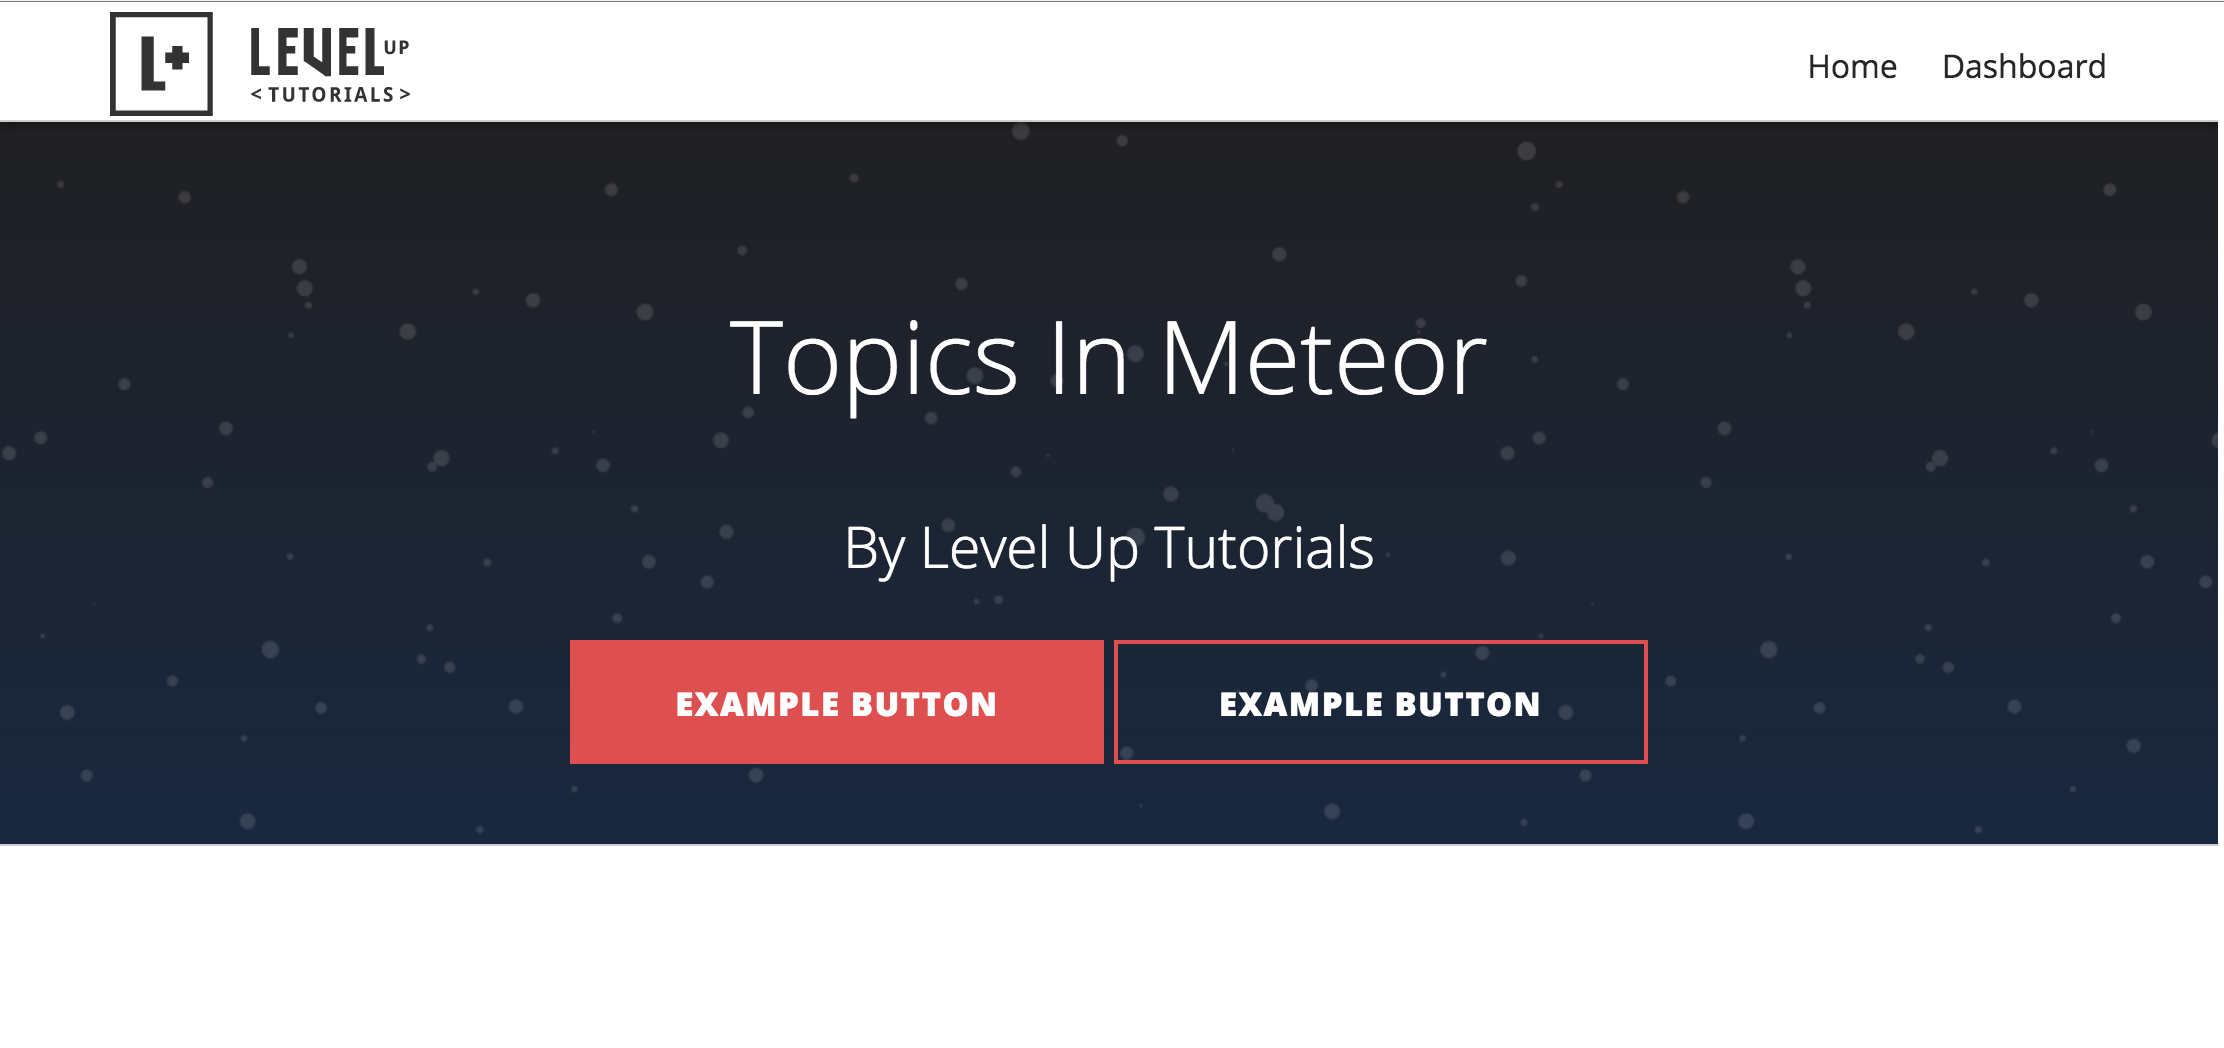 L+
LEVEL UP
<TUTORIALS>
Home Dashboard
Topics In Meteor
By Level Up Tutorials
EXAMPLE BUTTON EXAMPLE BUTTON